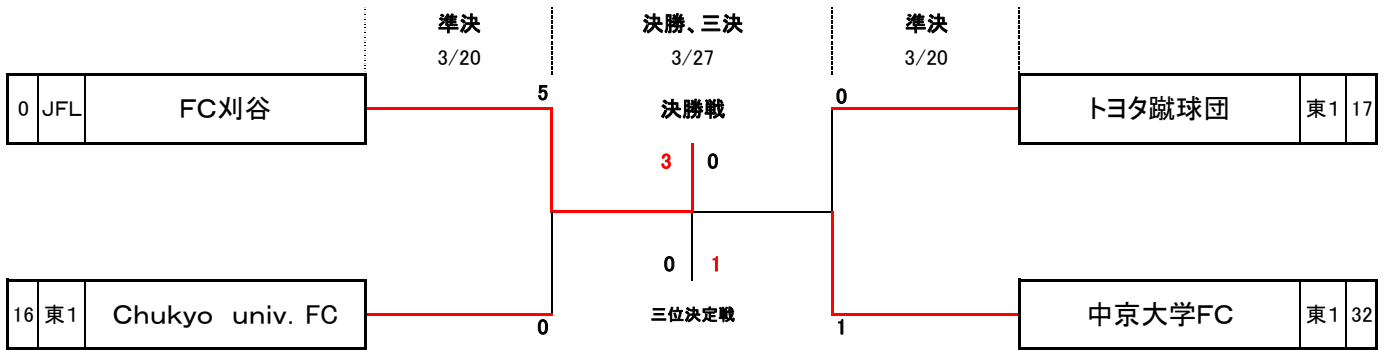 準決 決勝、三決 準決
3/20 3/27 3/20
5 0
0 JFL FC刈谷 決勝戦 トヨタ蹴球団 東1 17
3 0
0 1
16 東1 Chukyo univ. FC 三位決定戦 中京大学FC 東1 32
0 1